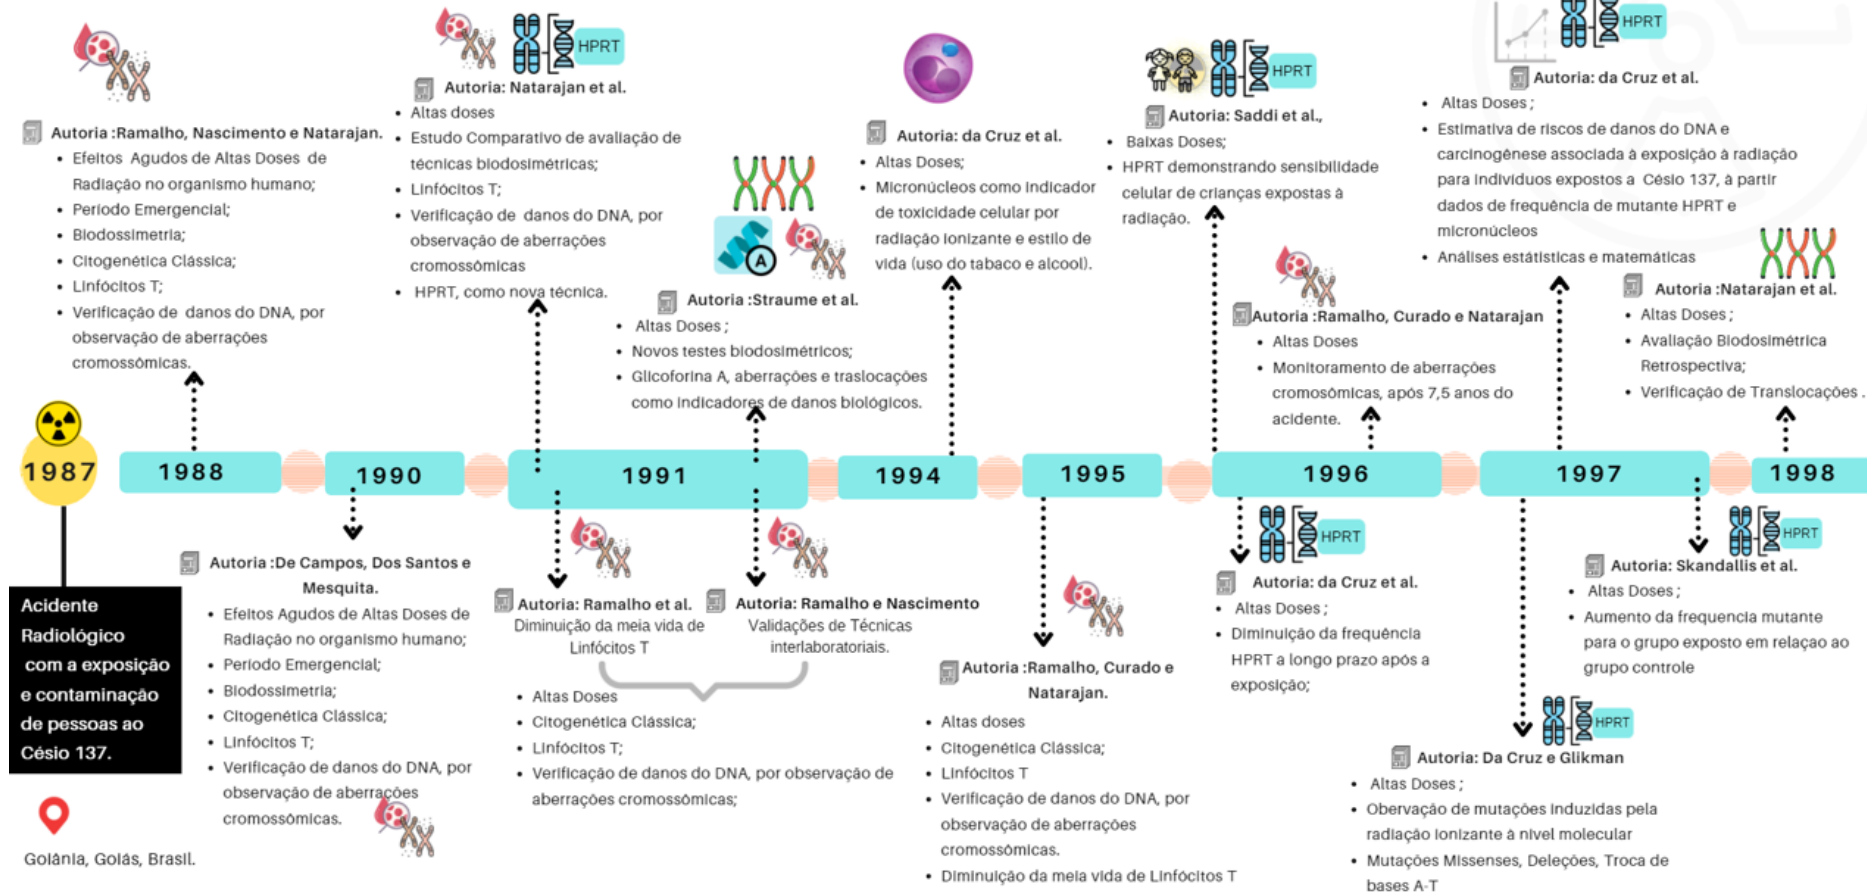 Autoria :Ramalho, Nascimento e Natarajan.
• Efeitos Agudos de Altas Doses de
Radiação no organismo humano;
• Período Emergencial;
• Biodossimetria;
• Citogenética Clássica;
• Linfócitos T;
• Verificação de danos do DNA, por
observação de aberrações
cromossômicas.
HPRT
Autoria: Natarajan et al.
• Altas doses
• Estudo Comparativo de avaliação de
técnicas biodosimétricas;
• Linfócitos T;
• Verificação de danos do DNA, por
observação de aberrações
cromossômicas
• HPRT, como nova técnica.
A
Autoria :Straume et al.
• Altas Doses ;
• Novos testes biodosimétricos;
• Glicoforina A, aberrações e traslocações
como indicadores de danos biológicos.
Autoria: da Cruz et al.
• Altas Doses;
• Micronúcleos como Indicador
de toxicidade celular por
radiação Ionizante e estilo de
vida (uso do tabaco e alcool).
HPRT
Autoria: Saddi et al.,
• Baixas Doses;
• HPRT demonstrando sensibilidade
celular de crianças expostas à
radiação.
Autoria :Ramalho, Curado e Natarajan
• Altas Doses
• Monitoramento de aberrações
cromosômicas, após 7,5 anos do
acidente.
HPRT
Autoria: da Cruz et al.
• Altas Doses ;
• Estimativa de riscos de danos do DNA e
carcinogênese associada à exposição à radiação
para indivíduos expostos a Césio 137, à partir
dados de frequência de mutante HPRT e
micronúcleos
• Análises estátisticas e matemáticas
Autoria :Natarajan et al.
• Altas Doses ;
• Avaliação Biodosimétrica
Retrospectiva;
• Verificação de Translocações .
1987
1988
1990
1991
1994
1995
1996
1997
1998
Acidente
Radiológico
com a exposição
e contaminação
de pessoas ao
Césio 137.
Goiânia, Goiás, Brasil.
Autoria :De Campos, Dos Santos e
Mesquita.
• Efeitos Agudos de Altas Doses de
Radiação no organismo humano;
• Período Emergencial;
• Biodossimetria;
• Citogenética Clássica;
• Linfócitos T;
• Verificação de danos do DNA, por
observação de aberrações
cromossômicas.
Autoria: Ramalho et al.
Diminuição da meia vida de
Linfócitos T
Autoria: Ramalho e Nascimento
Validações de Técnicas
interlaboratoriais.
• Altas Doses
• Citogenética Clássica;
• Linfócitos T;
• Verificação de danos do DNA, por observação de
aberrações cromossômicas;
Autoria :Ramalho, Curado e
Natarajan.
• Altas doses
• Citogenética Clássica;
• Linfócitos T
• Verificação de danos do DNA, por
observação de aberrações
cromossômicas.
• Diminuição da meia vida de Linfócitos T
HPRT
Autoria: da Cruz et al.
• Altas Doses ;
• Diminuição da frequência
HPRT a longo prazo após a
exposição;
HPRT
Autoria: Da Cruz e Glikman
• Altas Doses ;
• Obervação de mutações induzidas pela
radiação Ionizante à nivel molecular
• Mutações Missenses, Deleções, Troca de
bases A-T
HPRT
Autoria: Skandallis et al.
• Altas Doses ;
• Aumento da frequencia mutante
para o grupo exposto em relaçao ao
grupo controle